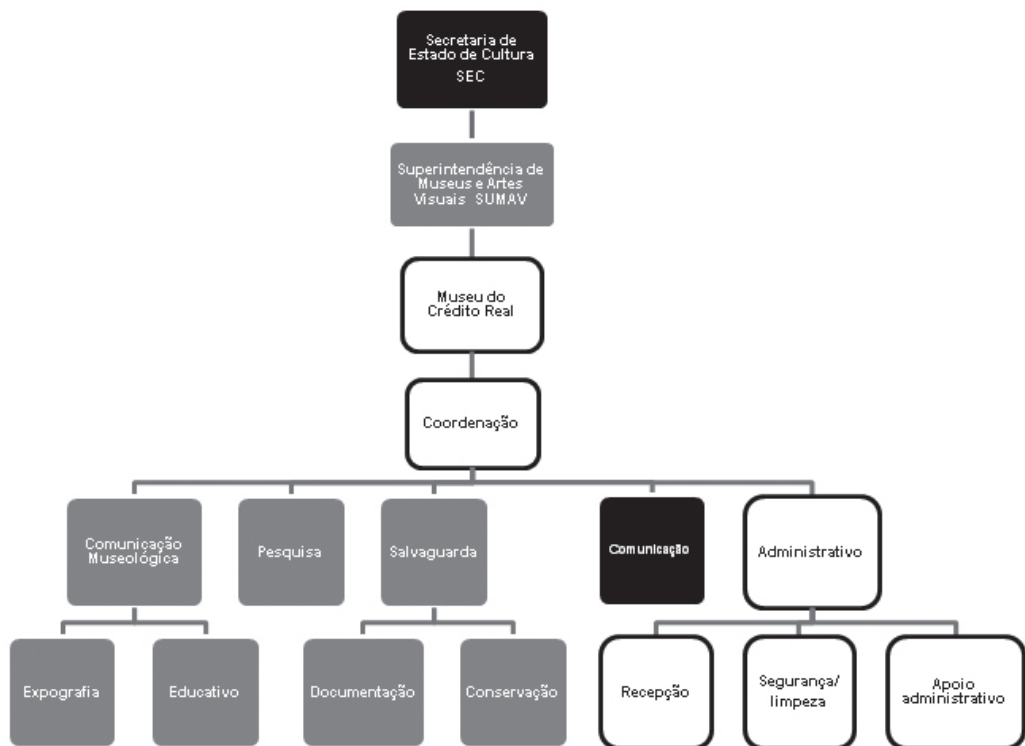 Secretaria de
Estado de Cultura
SEC
Superintendência de
Museus e Artes
Visuais SUMAV
Museu do
Crédito Real
Coordenação
Comunicação
Museológica
Pesquisa
Salvaguarda
Comunicação
Administrativo
Expografia
Educativo
Documentação
Conservação
Recepção
Segurança/
limpeza
Apoio
administrativo